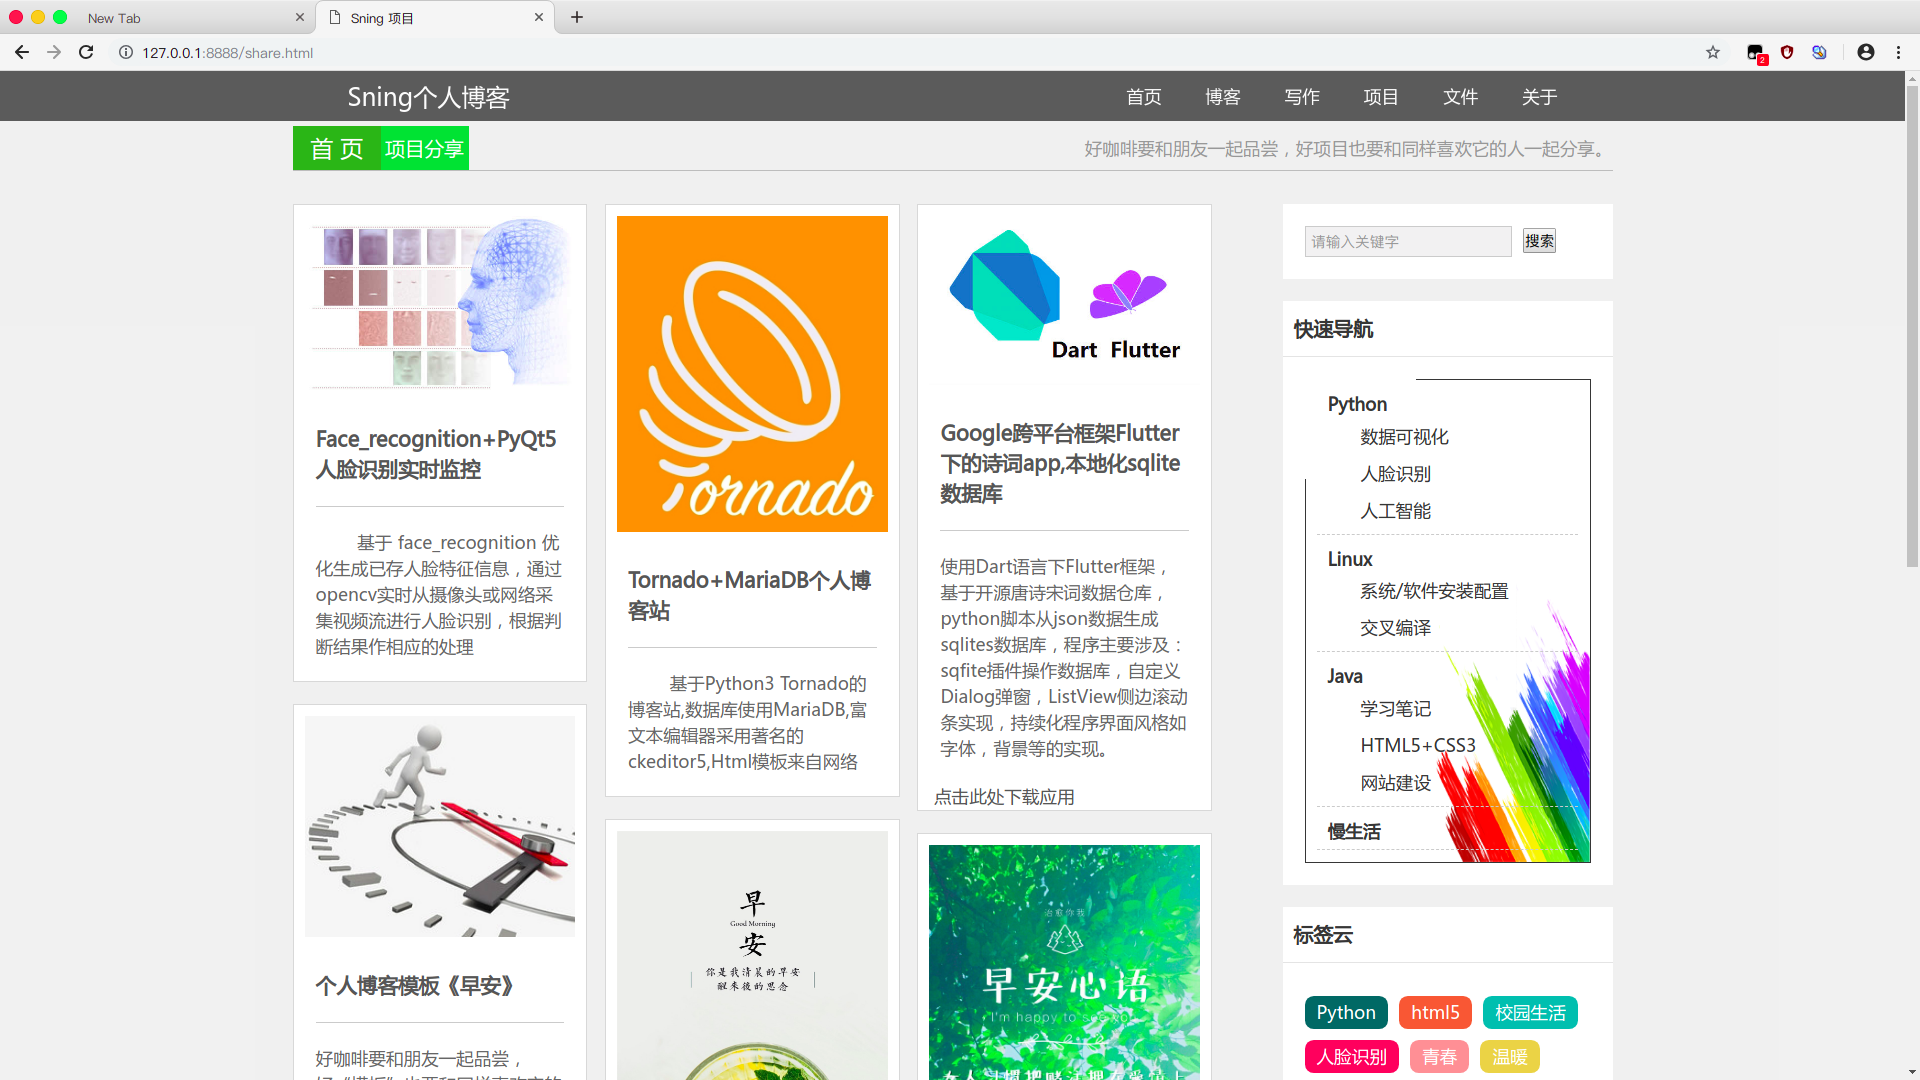 New Tab
Sning 项目
127.0.0.1:8888/share.html
2
Sning个人博客
首页
博客
写作
项目
文件
关于
首 页
项目分享
好咖啡要和朋友一起品尝，好项目也要和同样喜欢它的人一起分享。
Face_recognition+PyQt5
人脸识别实时监控
基于 face_recognition 优
化生成已存人脸特征信息，通过
opencv实时从摄像头或网络采
集视频流进行人脸识别，根据判
断结果作相应的处理
个人博客模板《早安》
好咖啡要和朋友一起品尝，
Tornado
Tornado+MariaDB个人博
客站
基于Python3 Tornado的
博客站,数据库使用MariaDB,富
文本编辑器采用著名的
ckeditor5,Html模板来自网络
早
Good Morning
安
你是我清晨的早安
醒来后的思念
Dart Flutter
Google跨平台框架Flutter
下的诗词app,本地化sqlite
数据库
使用Dart语言下Flutter框架，
基于开源唐诗宋词数据仓库，
python脚本从json数据生成
sqlites数据库，程序主要涉及：
sqfite插件操作数据库，自定义
Dialog弹窗，ListView侧边滚动
条实现，持续化程序界面风格如
字体，背景等的实现。
点击此处下载应用
治愈你我
早安心语
I'm happy to see you
请输入关键字
搜索
快速导航
Python
数据可视化
人脸识别
人工智能
Linux
系统/软件安装配置
交叉编译
Java
学习笔记
HTML5+CSS3
网站建设
慢生活
标签云
Python
html5
校园生活
人脸识别
青春
温暖